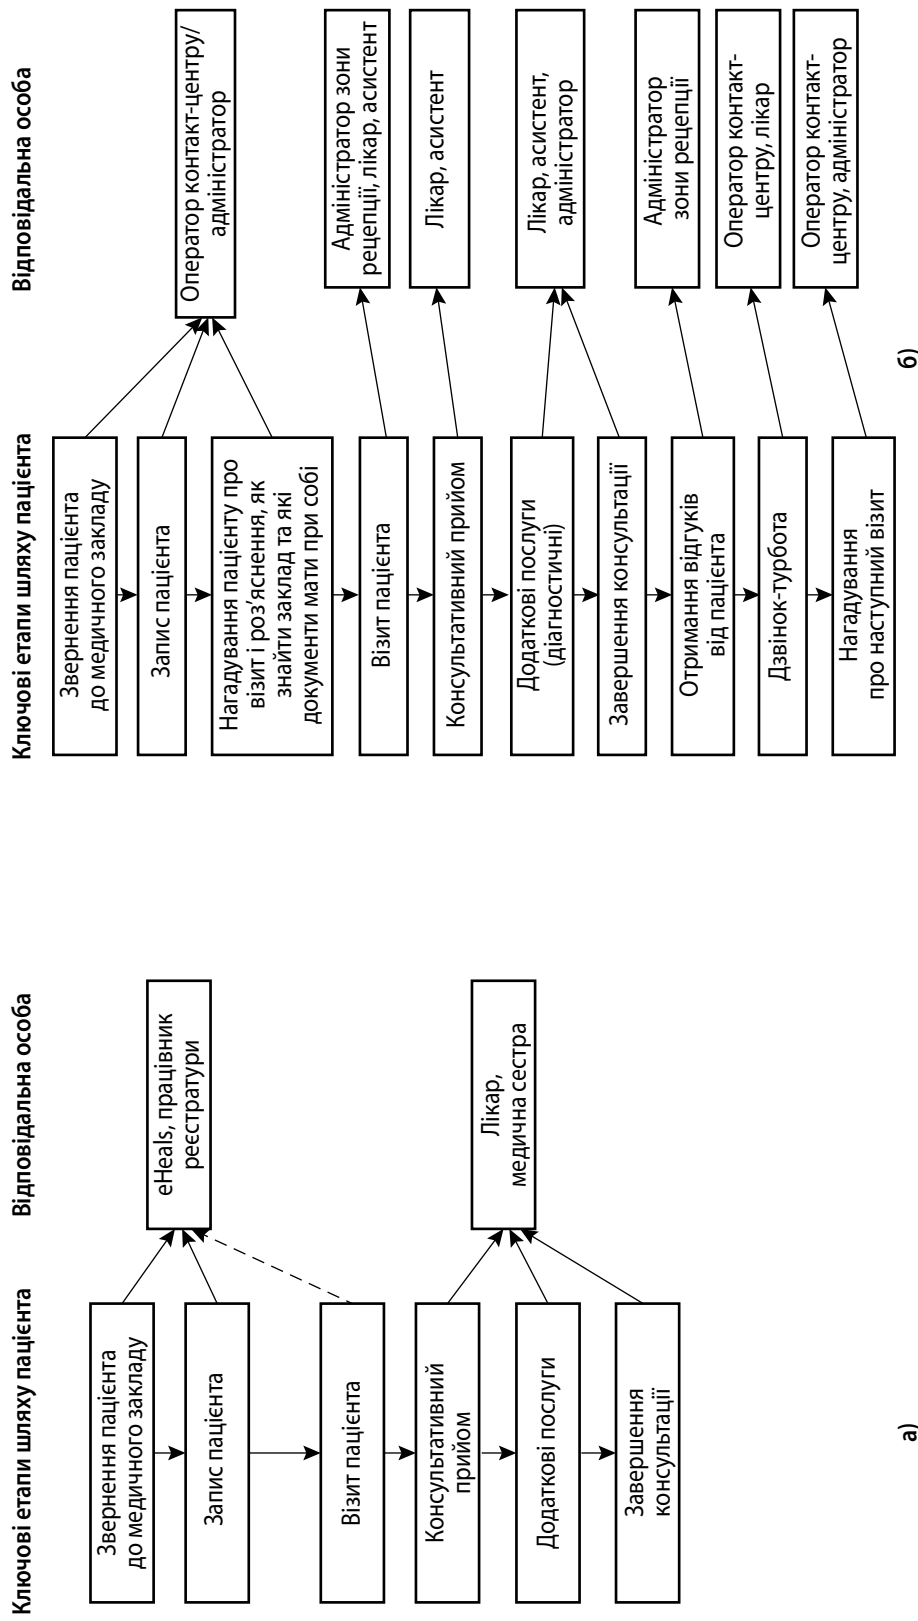 Ключові етапи шляху пацієнта
Відповідальна особа
Звернення пацієнта
до медичного закладу
Запис пацієнта
Візит пацієнта
Консультативний
прийом
Додаткові послуги
Завершення
консультації
eHeals, працівник
реєстратури
Лікар,
медична сестра
а)
Ключові етапи шляху пацієнта
Відповідальна особа
Звернення пацієнта
до медичного закладу
Запис пацієнта
Нагадування пацієнту про
візит і роз’яснення, як
знайти заклад та які
документи мати при собі
Візит пацієнта
Консультативний прийом
Додаткові послуги
(діагностичні)
Завершення консультації
Отримання відгуків
від пацієнта
Дзвінок-турбота
Нагадування
про наступний візит
Оператор контакт-центру/
адміністратор
Адміністратор зони
рецепції, лікар, асистент
Лікар, асистент
Лікар, асистент,
адміністратор
Адміністратор
зони рецепції
Оператор контакт-
центру, лікар
Оператор контакт-
центру, адміністратор
б)